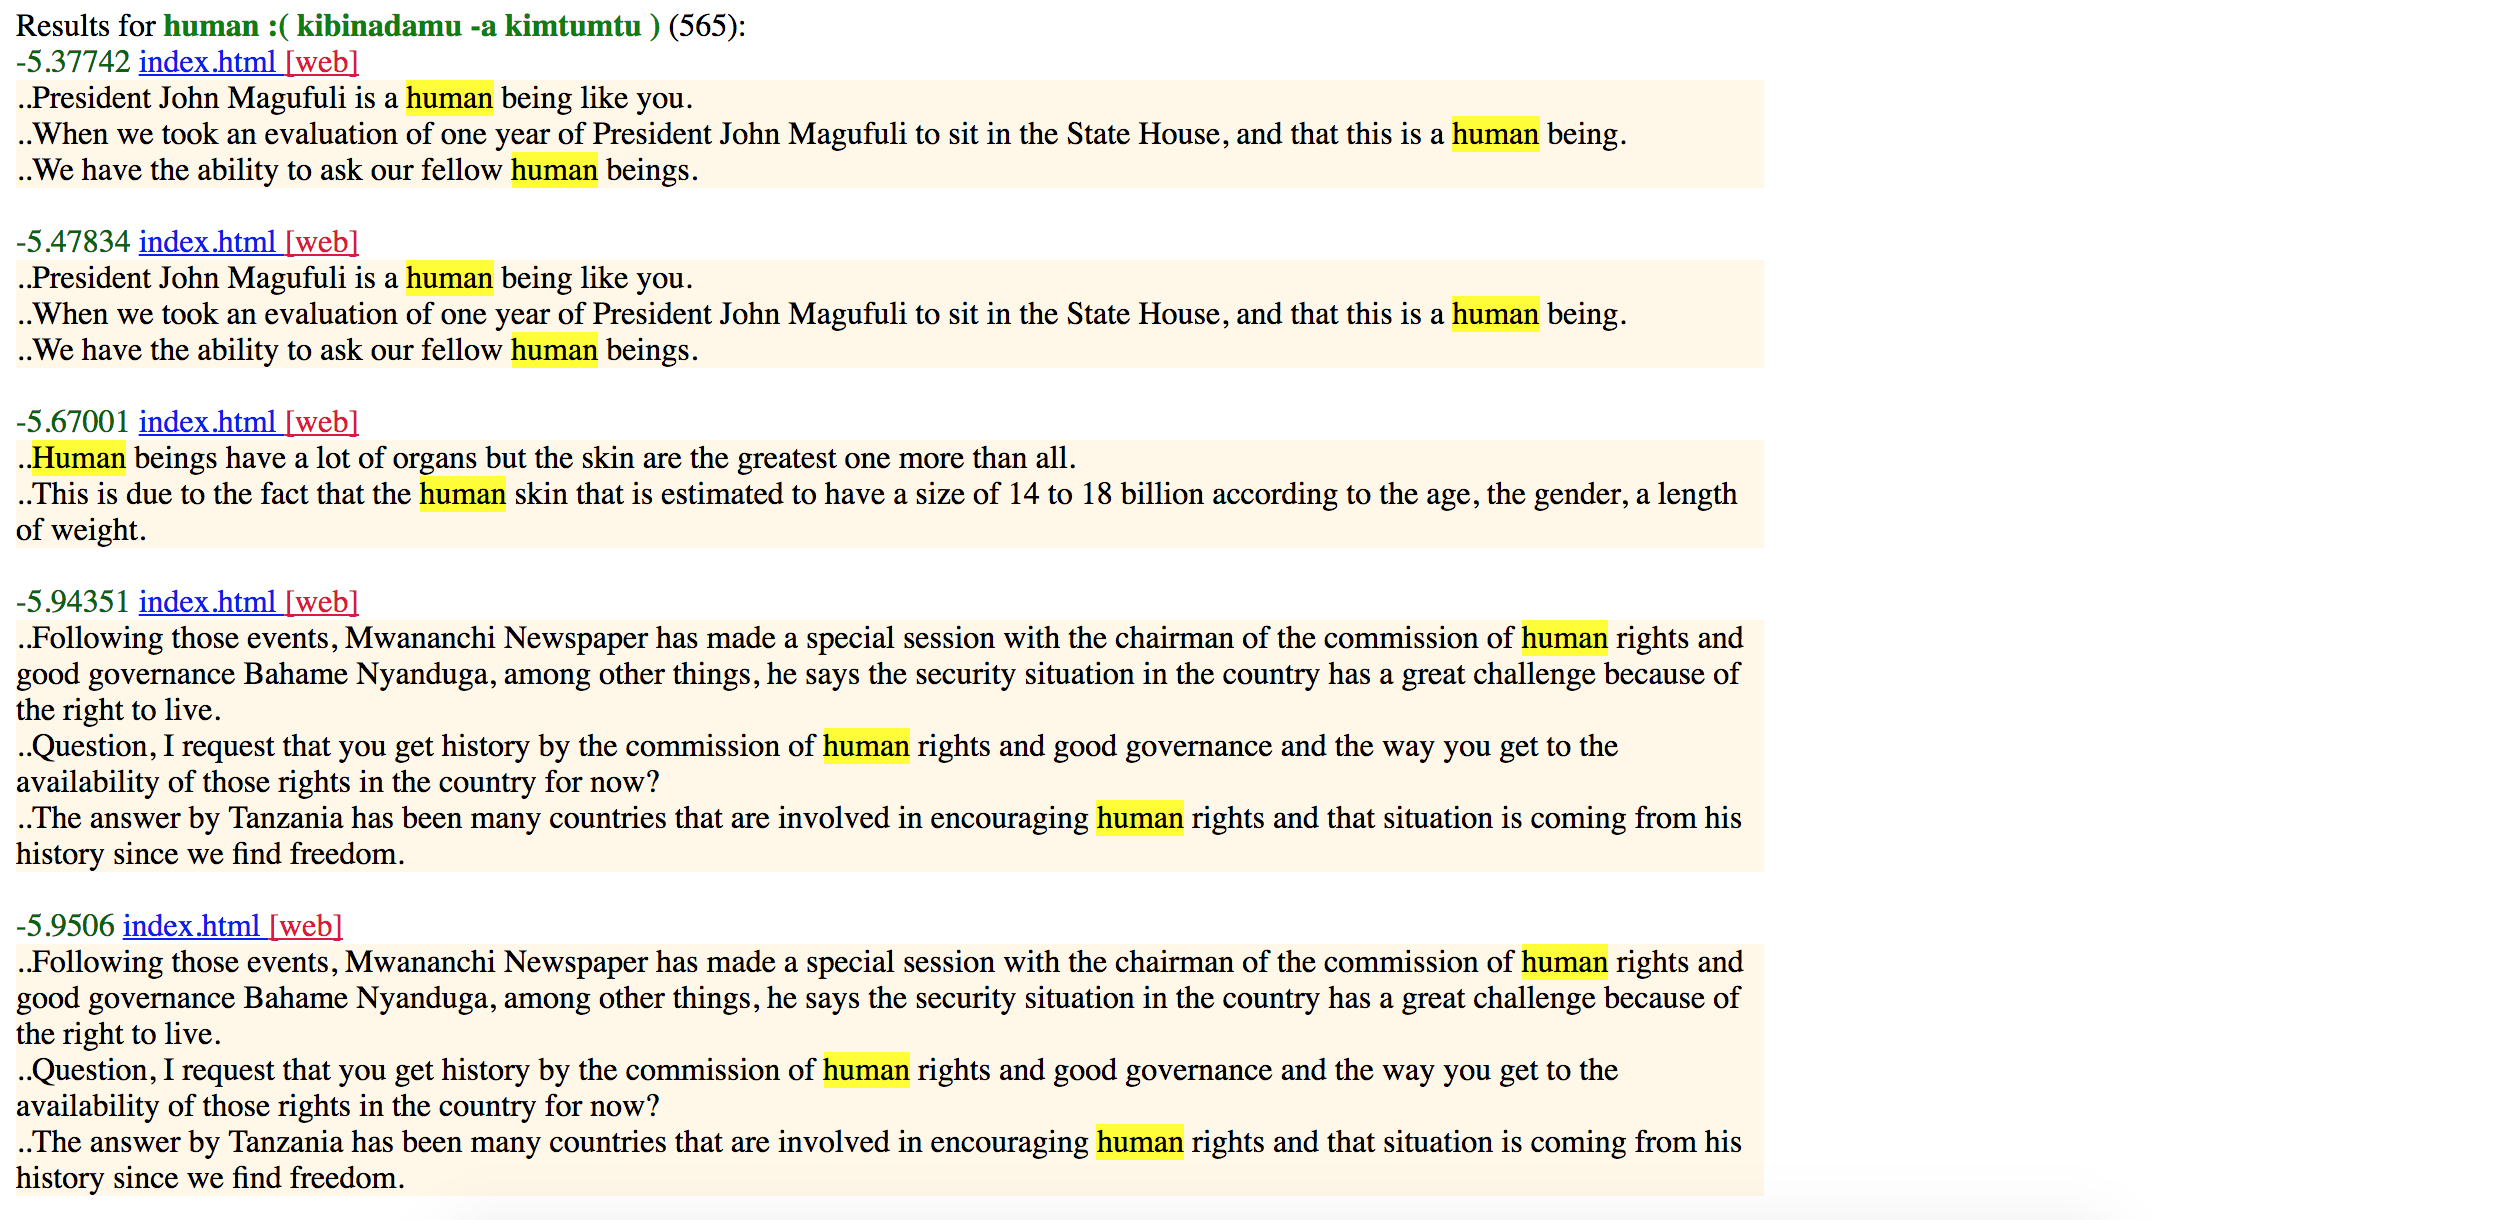 Results for human :( kibinadamu -a kimtumtu ) (565):
-5.37742 index.html [web]
..President John Magufuli is a human being like you.
..When we took an evaluation of one year of President John Magufuli to sit in the State House, and that this is a human being.
..We have the ability to ask our fellow human beings.
-5.47834 index.html [web]
..President John Magufuli is a human being like you.
..When we took an evaluation of one year of President John Magufuli to sit in the State House, and that this is a human being.
..We have the ability to ask our fellow human beings.
-5.67001 index.html [web]
..Human beings have a lot of organs but the skin are the greatest one more than all.
..This is due to the fact that the human skin that is estimated to have a size of 14 to 18 billion according to the age, the gender, a length
of weight.
-5.94351 index.html [web]
..Following those events, Mwananchi Newspaper has made a special session with the chairman of the commission of human rights and
good governance Bahame Nyanduga, among other things, he says the security situation in the country has a great challenge because of
the right to live.
..Question, I request that you get history by the commission of human rights and good governance and the way you get to the
availability of those rights in the country for now?
..The answer by Tanzania has been many countries that are involved in encouraging human rights and that situation is coming from his
history since we find freedom.
-5.9506 index.html [web]
..Following those events, Mwananchi Newspaper has made a special session with the chairman of the commission of human rights and
good governance Bahame Nyanduga, among other things, he says the security situation in the country has a great challenge because of
the right to live.
..Question, I request that you get history by the commission of human rights and good governance and the way you get to the
availability of those rights in the country for now?
..The answer by Tanzania has been many countries that are involved in encouraging human rights and that situation is coming from his
history since we find freedom.